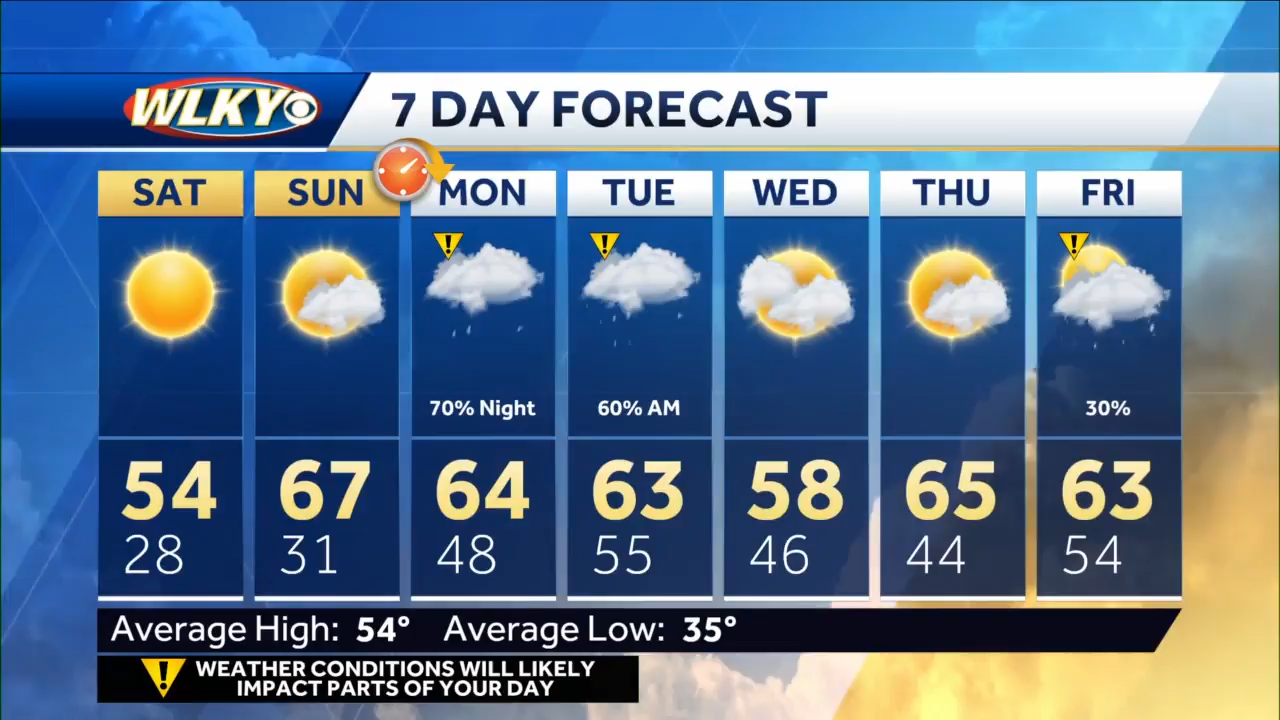 WLKY
7 DAY FORECAST
SAT SUN MON TUE WED THU FRI
! ! !
70% Night 60% AM 30%
54 67 64 63 58 65 63
28 31 48 55 46 44 54
Average High: 54° Average Low: 35°
! WEATHER CONDITIONS WILL LIKELY
IMPACT PARTS OF YOUR DAY